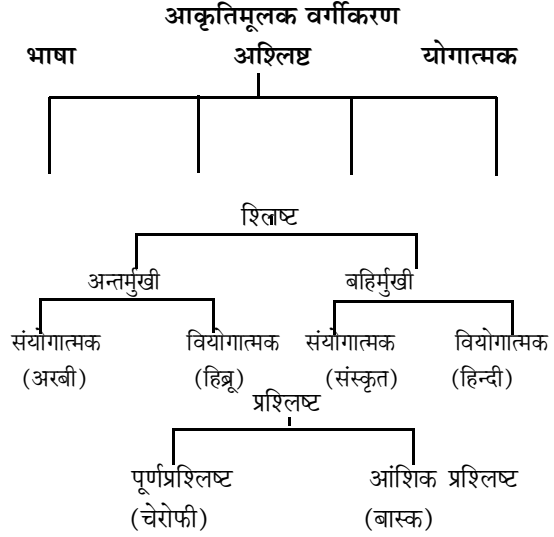 आकृतिमूलक वर्गीकरण
भाषा अश्लिष्ट योगात्मक
श्लिष्ट
अन्तर्मुखी बहिर्मुखी
संयोगात्मक वियोगात्मक संयोगात्मक वियोगात्मक
(अरबी) (हिब्रू) (संस्कृत) (हिन्दी)
प्रश्लिष्ट
पूर्णप्रश्लिष्ट आंशिक प्रश्लिष्ट
(चेरोफी) (बास्क)